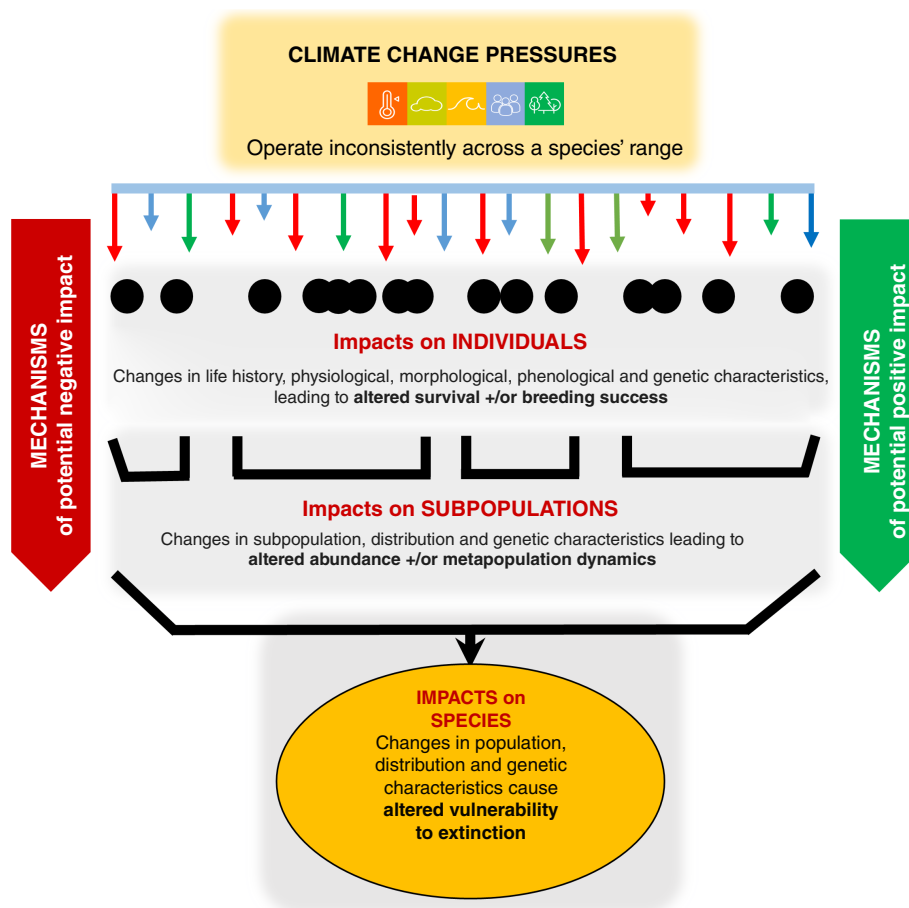 CLIMATE CHANGE PRESSURES
Operate inconsistently across a species' range
MECHANISMS
of potential negative impact
MECHANISMS
of potential positive impact
Impacts on INDIVIDUALS
Changes in life history, physiological, morphological, phenological and genetic characteristics,
leading to altered survival +/or breeding success
Impacts on SUBPOPULATIONS
Changes in subpopulation, distribution and genetic characteristics leading to
altered abundance +/or metapopulation dynamics
IMPACTS on
SPECIES
Changes in population,
distribution and genetic
characteristics cause
altered vulnerability
to extinction